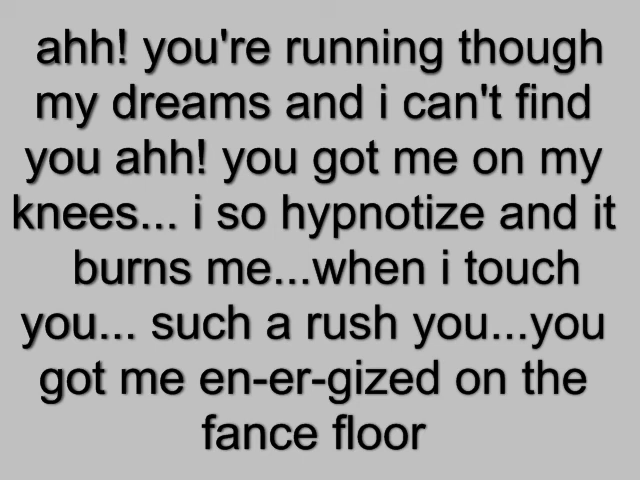 ahh! you're running though
my dreams and i can't find
you ahh! you got me on my
knees... i so hypnotize and it
burns me...when i touch
you... such a rush you...you
got me en-er-gized on the
fance floor